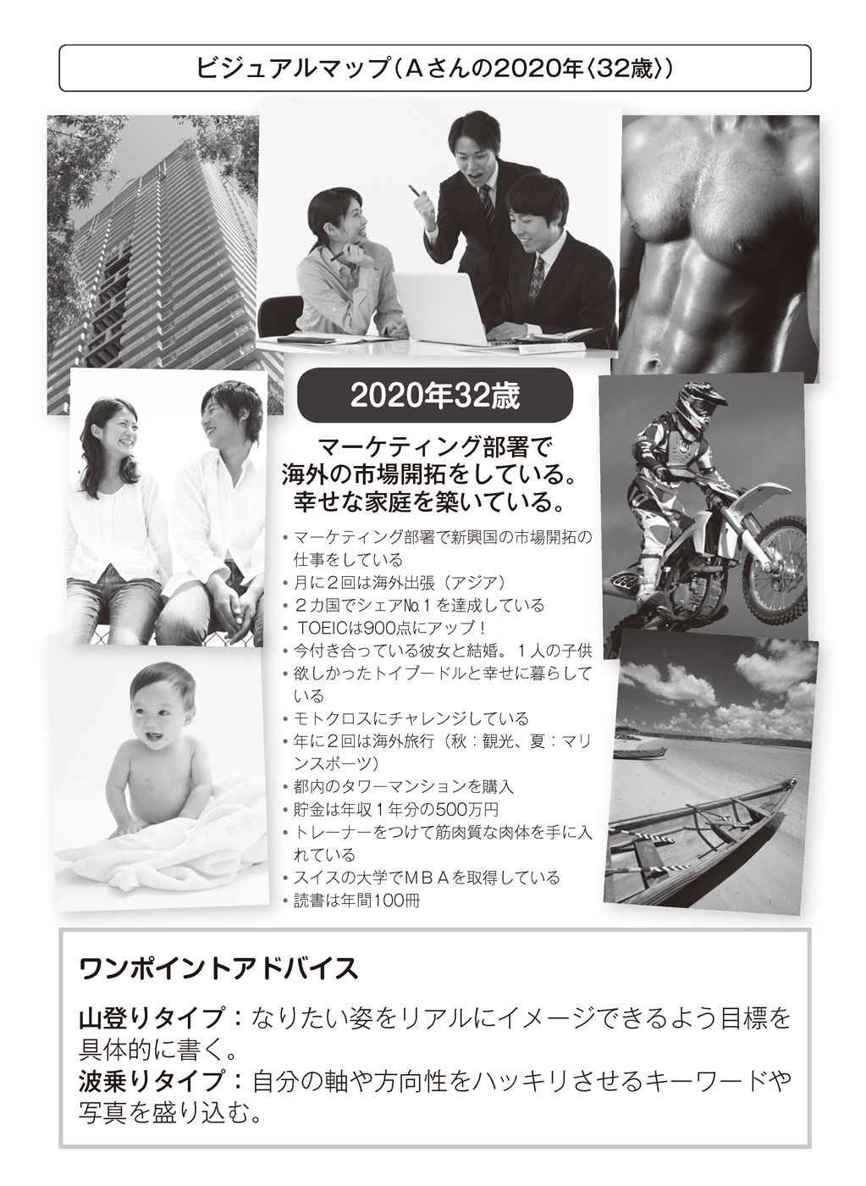 ビジュアルマップ（Aさんの2020年〈32歳〉）
2020年32歳
マーケティング部署で
海外の市場開拓をしている。
幸せな家庭を築いている。
•マーケティング部署で新興国の市場開拓の
仕事をしている
•月に２回は海外出張（アジア）
•２カ国でシェア№１を達成している
• TOEICは900点にアップ！
•今付き合っている彼女と結婚。１人の子供
•欲しかったトイプードルと幸せに暮らして
いる
•モトクロスにチャレンジしている
•年に２回は海外旅行（秋：観光、夏：マリ
ンスポーツ）
•都内のタワーマンションを購入
•貯金は年収１年分の500万円
•トレーナーをつけて筋肉質な肉体を手に入
れている
•スイスの大学でＭＢＡを取得している
•読書は年間100冊
ワンポイントアドバイス
山登りタイプ：なりたい姿をリアルにイメージできるよう目標を
具体的に書く。
波乗りタイプ：自分の軸や方向性をハッキリさせるキーワードや
写真を盛り込む。